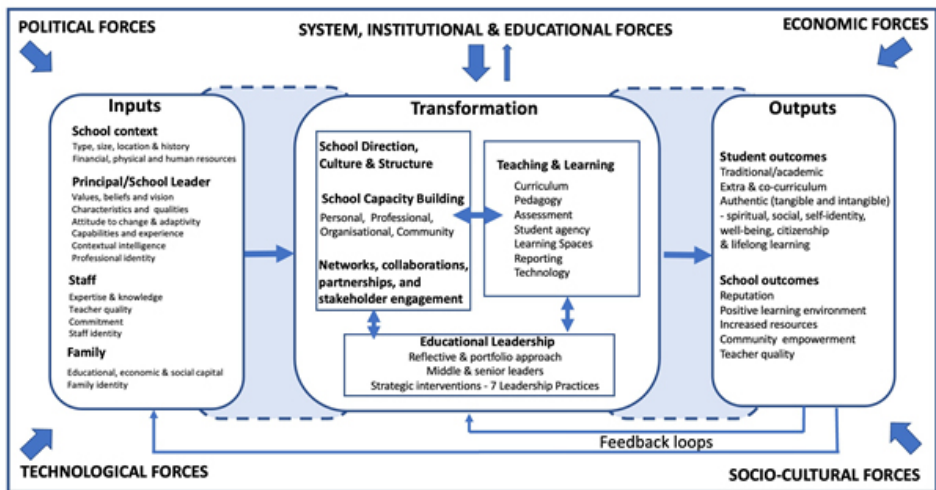 POLITICAL FORCES
SYSTEM, INSTITUTIONAL & EDUCATIONAL FORCES
ECONOMIC FORCES
Inputs
School context
Type, size, location & history
Financial, physical and human resources
Principal/School Leader
Values, beliefs and vision
Characteristics and qualities
Attitude to change & adaptivity
Capabilities and experience
Contextual intelligence
Professional identity
Staff
Expertise & knowledge
Teacher quality
Commitment
Staff identity
Family
Educational, economic & social capital
Family identity
Transformation
School Direction,
Culture & Structure
School Capacity Building
Personal, Professional,
Organisational, Community
Networks, collaborations,
partnerships, and
stakeholder engagement
Teaching & Learning
Curriculum
Pedagogy
Assessment
Student agency
Learning Spaces
Reporting
Technology
Educational Leadership
Reflective & portfolio approach
Middle & senior leaders
Strategic interventions - 7 Leadership Practices
Outputs
Student outcomes
Traditional/academic
Extra & co-curriculum
Authentic (tangible and intangible)
- spiritual, social, self-identity,
well-being, citizenship
& lifelong learning
School outcomes
Reputation
Positive learning environment
Increased resources
Community empowerment
Teacher quality
Feedback loops
TECHNOLOGICAL FORCES
SOCIO-CULTURAL FORCES